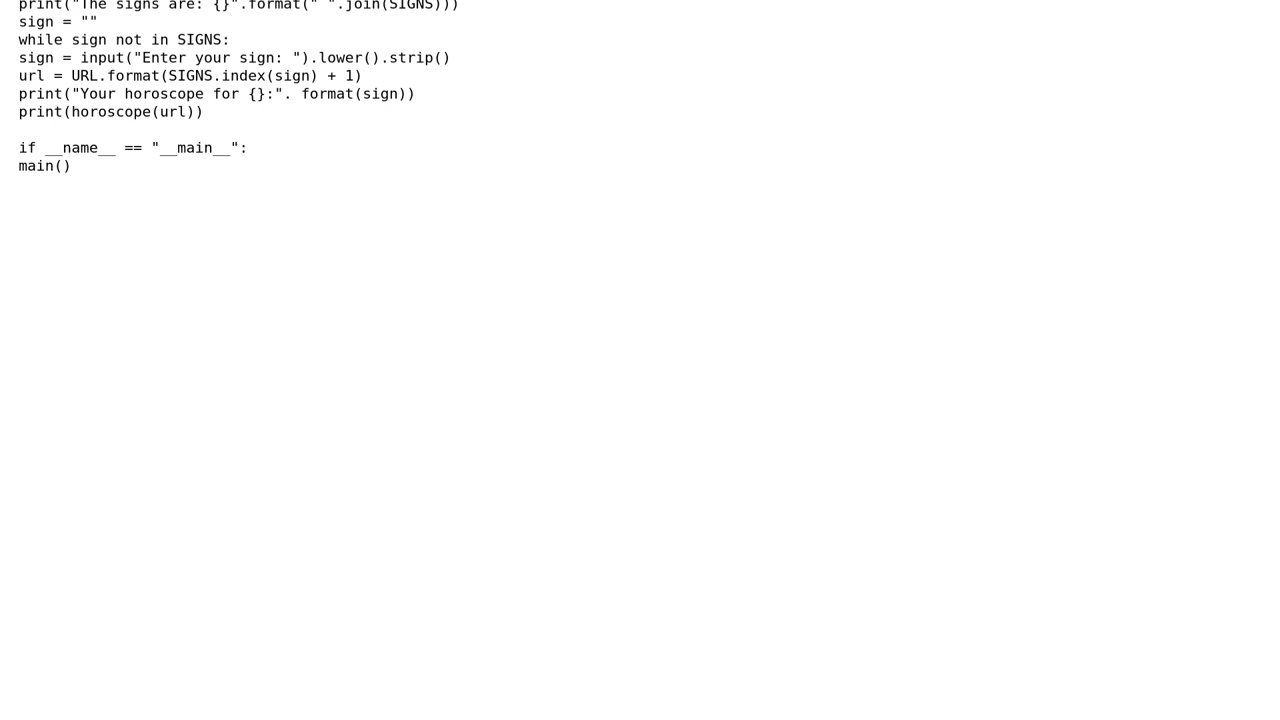 print("The signs are: {}".format(" ".join(SIGNS)))
sign = ""
while sign not in SIGNS:
sign = input("Enter your sign: ").lower().strip()
url = URL.format(SIGNS.index(sign) + 1)
print("Your horoscope for {}:". format(sign))
print(horoscope(url))

if __name__ == "__main__":
main()